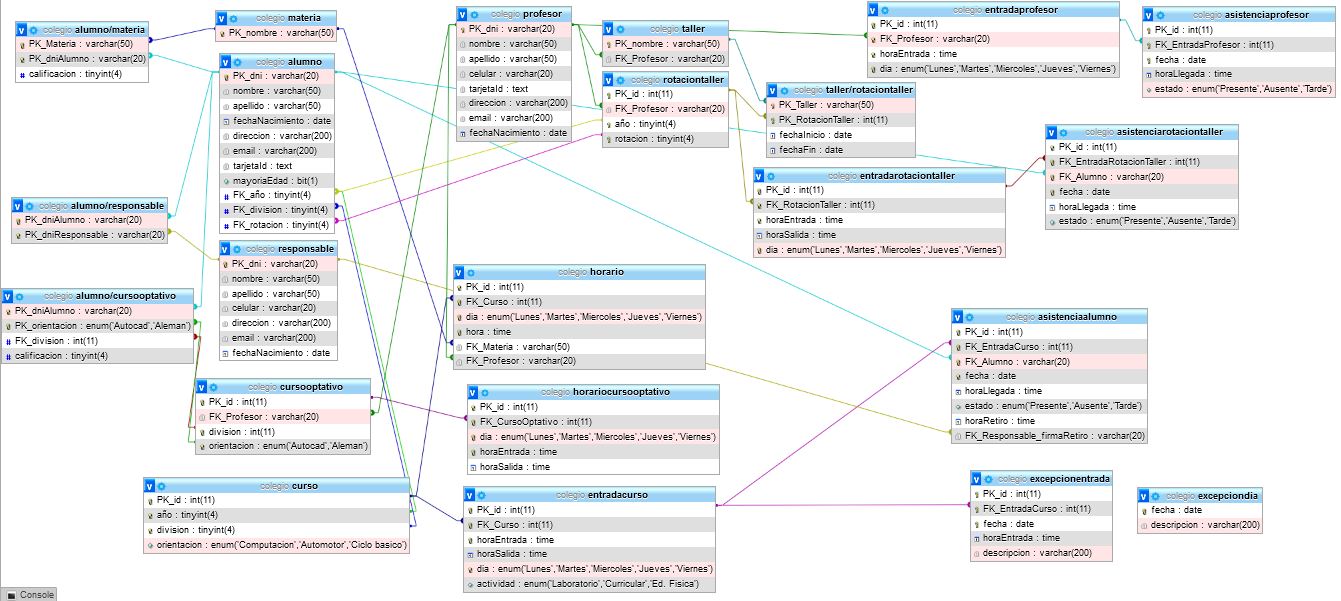 colegio alumno/materia
PK_Materia : varchar(50)
PK_dniAlumno : varchar(20)
calificacion : tinyint(4)
colegio materia
PK_nombre : varchar(50)
colegio alumno
PK_dni : varchar(20)
nombre : varchar(50)
apellido : varchar(50)
fechaNacimiento : date
direccion : varchar(200)
email : varchar(200)
tarjetaId : text
mayoriaEdad : bit(1)
FK_año : tinyint(4)
FK_division : tinyint(4)
FK_rotacion : tinyint(4)
colegio profesor
PK_dni : varchar(20)
nombre : varchar(50)
apellido : varchar(50)
celular : varchar(20)
tarjetaId : text
direccion : varchar(200)
email : varchar(200)
fechaNacimiento : date
colegio taller
PK_nombre : varchar(50)
FK_Profesor : varchar(20)
colegio rotaciontaller
PK_id : int(11)
FK_Profesor : varchar(20)
año : tinyint(4)
rotacion : tinyint(4)
colegio entradaprofesor
PK_id : int(11)
FK_Profesor : varchar(20)
horaEntrada : time
dia : enum('Lunes','Martes','Miercoles','Jueves','Viernes')
colegio asistenciaprofesor
PK_id : int(11)
FK_EntradaProfesor : int(11)
fecha : date
horaLlegada : time
estado : enum('Presente','Ausente,'Tarde')
colegio taller/rotaciontaller
PK_Taller : varchar(50)
PK_RotacionTaller : int(11)
fechaInicio : date
fechaFin : date
colegio asistenciarotaciontaller
PK_id : int(11)
FK_EntradaRotacionTaller : int(11)
FK_Alumno : varchar(20)
fecha : date
horaLlegada : time
estado : enum('Presente','Ausente','Tarde')
colegio entradarotaciontaller
PK_id : int(11)
FK_RotacionTaller : int(11)
horaEntrada : time
horaSalida : time
dia : enum('Lunes','Martes','Miercoles','Jueves','Viernes')
colegio alumno/responsable
PK_dniAlumno : varchar(20)
PK_dniResponsable : varchar(20)
colegio responsable
PK_dni : varchar(20)
nombre : varchar(50)
apellido : varchar(50)
celular : varchar(20)
direccion : varchar(200)
email : varchar(200)
fechaNacimiento : date
colegio horario
PK_id : int(11)
FK_Curso : int(11)
dia : enum('Lunes','Martes','Miercoles','Jueves','Viernes')
hora : time
FK_Materia : varchar(50)
FK_Profesor : varchar(20)
colegio alumno/cursooptativo
PK_dniAlumno : varchar(20)
PK_orientacion : enum('Autocad','Aleman')
FK_division : int(11)
calificacion : tinyint(4)
colegio asistenciaalumno
PK_id : int(11)
FK_EntradaCurso : int(11)
FK_Alumno : varchar(20)
fecha : date
horaLlegada : time
estado : enum('Presente','Ausente','Tarde')
horaRetiro : time
FK_Responsable_firmaRetiro : varchar(20)
colegio cursooptativo
PK_id : int(11)
FK_Profesor : varchar(20)
division : int(11)
orientacion : enum('Autocad','Aleman')
colegio horariocursooptativo
PK_id : int(11)
FK_CursoOptativo : int(11)
dia : enum('Lunes','Martes','Miercoles','Jueves','Viernes')
horaEntrada : time
horaSalida : time
colegio curso
PK_id : int(11)
año : tinyint(4)
division : tinyint(4)
orientacion : enum('Computacion','Automotor','Ciclo basico')
colegio entradacurso
PK_id : int(11)
FK_Curso : int(11)
horaEntrada : time
horaSalida : time
dia : enum('Lunes','Martes','Miercoles','Jueves','Viernes')
actividad : enum('Laboratorio','Curricular','Ed. Fisica')
colegio excepcionentrada
PK_id : int(11)
FK_EntradaCurso : int(11)
fecha : date
horaEntrada : time
descripcion : varchar(200)
colegio excepciondia
fecha : date
descripcion : varchar(200)
Console